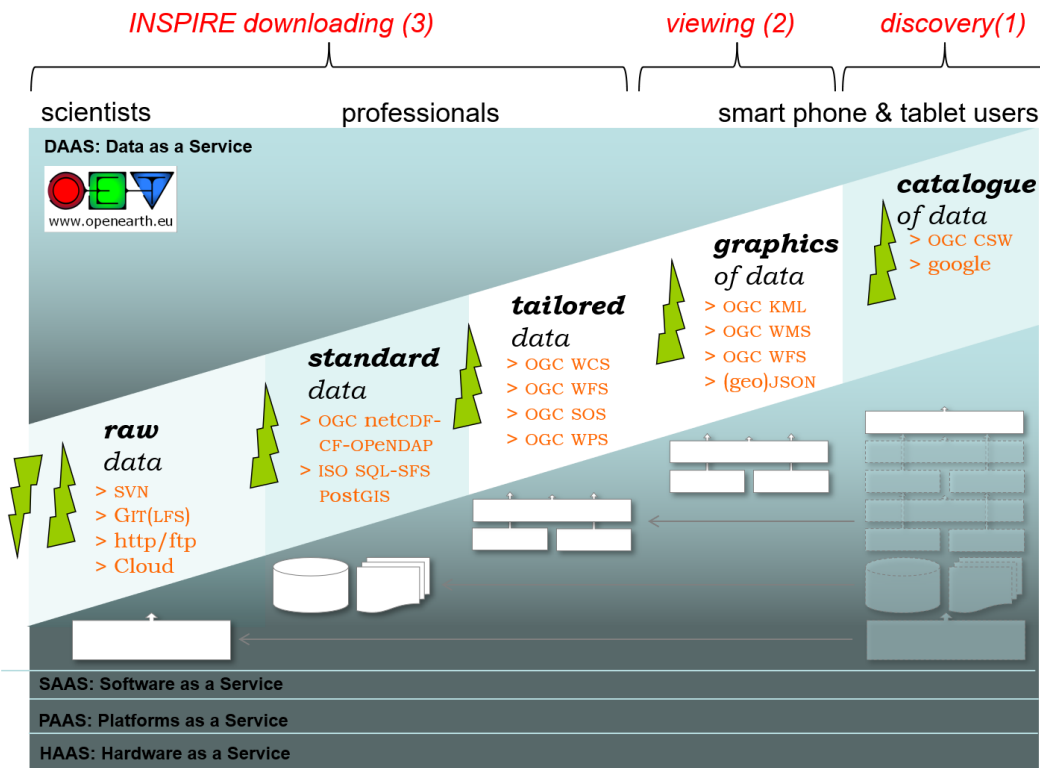 INSPIRE downloading (3)
viewing (2)
discovery(1)
scientists
professionals
smart phone & tablet users
DAAS: Data as a Service
OET
www.openearth.eu
raw
data
> SVN
> GIT(LFS)
> http/ftp
> Cloud
standard
data
> OGC netCDF-
CF-OPeNDAP
> ISO SQL-SFS
PostGIS
tailored
data
> OGC WCS
> OGC WFS
> OGC SOS
> OGC WPS
graphics
of data
> OGC KML
> OGC WMS
> OGC WFS
> (geo)JSON
catalogue
of data
> OGC CSW
> google
SAAS: Software as a Service
PAAS: Platforms as a Service
HAAS: Hardware as a Service